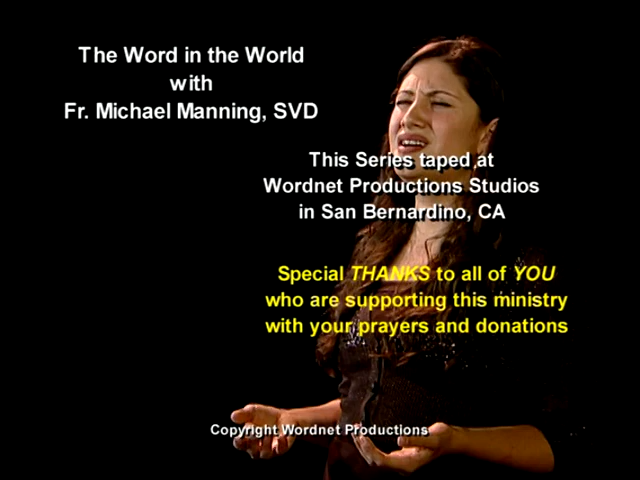 The Word in the World
with
Fr. Michael Manning, SVD
This Series taped at
Wordnet Productions Studios
in San Bernardino, CA
Special THANKS to all of YOU
who are supporting this ministry
with your prayers and donations
Copyright Wordnet Productions